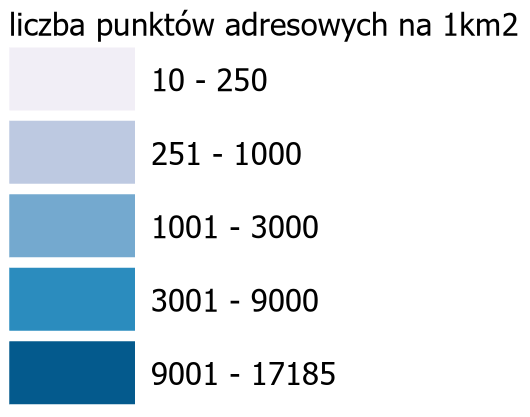 liczba punktów adresowych na 1km2
10 - 250
251 - 1000
1001 - 3000
3001 - 9000
9001 - 17185